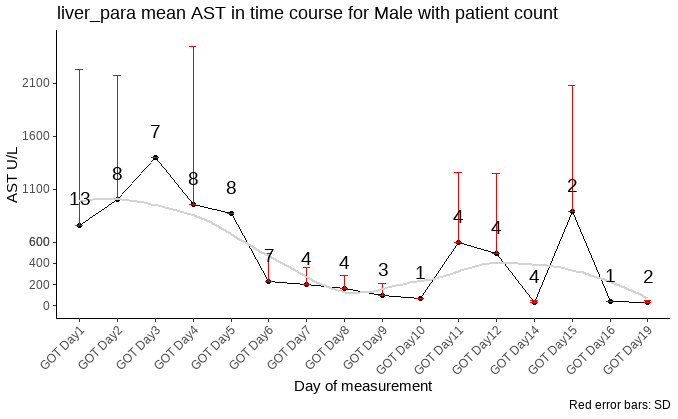 liver_para mean AST in time course for Male with patient count
AST U/L
2100
1600
1100
600
400
200
0
13
8
7
8
8
7
4
4
3
1
4
4
4
2
1
2
GOT Day1
GOT Day2
GOT Day3
GOT Day4
GOT Day5
GOT Day6
GOT Day7
GOT Day8
GOT Day9
GOT Day10
GOT Day11
GOT Day12
GOT Day14
GOT Day15
GOT Day16
GOT Day19
Day of measurement
Red error bars: SD